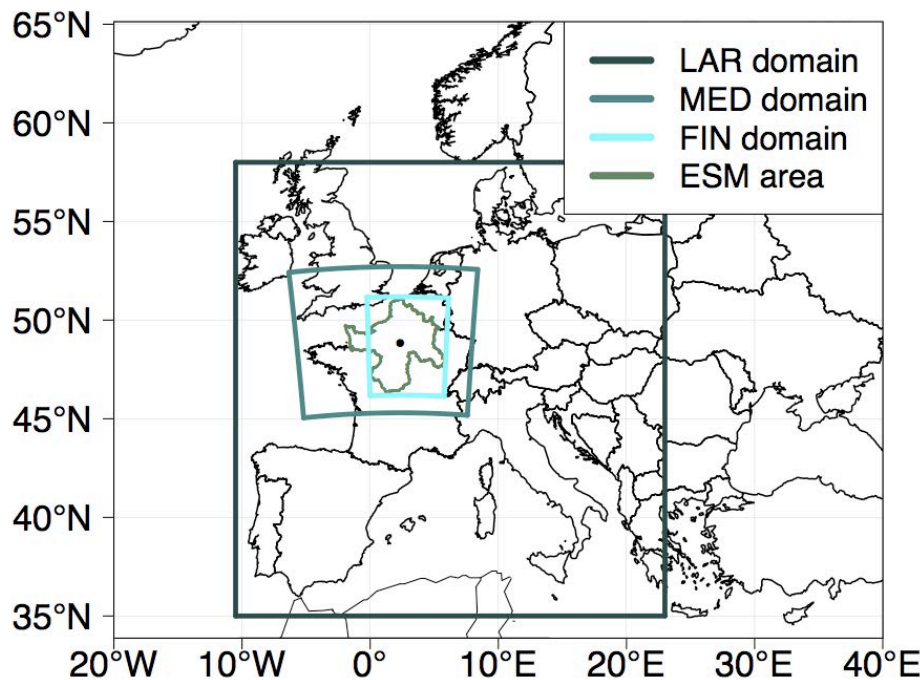 65°N
60°N
55°N
50°N
45°N
40°N
35°N
20°W 10°W 0° 10°E 20°E 30°E 40°E
LAR domain
MED domain
FIN domain
ESM area